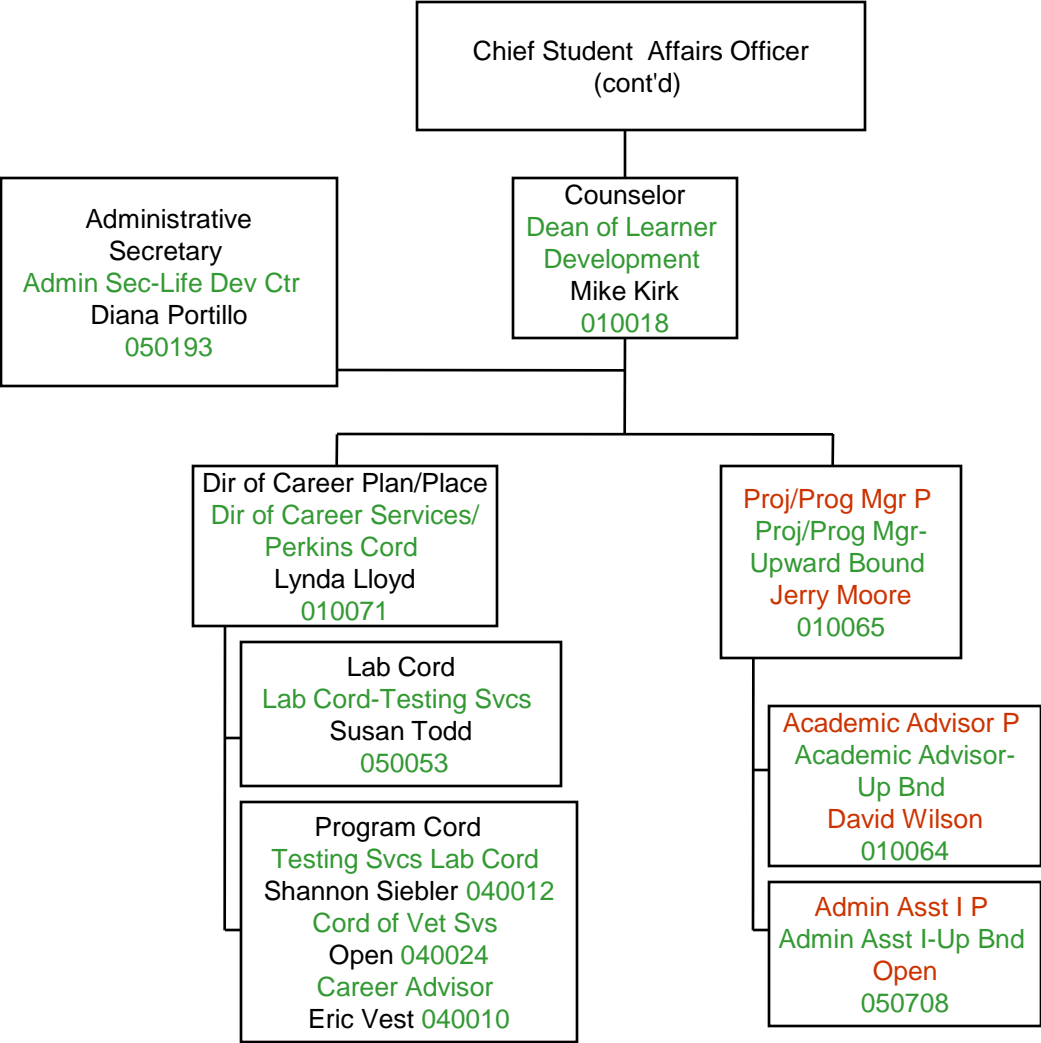 Chief Student  Affairs Officer
(cont'd)
Administrative
Secretary
Admin Sec-Life Dev Ctr
Diana Portillo
050193
Counselor
Dean of Learner
Development
Mike Kirk
010018
Dir of Career Plan/Place
Dir of Career Services/
Perkins Cord
Lynda Lloyd
010071
Lab Cord
Lab Cord-Testing Svcs
Susan Todd
050053
Program Cord
Testing Svcs Lab Cord
Shannon Siebler 040012
Cord of Vet Svs
Open 040024
Career Advisor
Eric Vest 040010
Proj/Prog Mgr P
Proj/Prog Mgr-
Upward Bound
Jerry Moore
010065
Academic Advisor P
Academic Advisor-
Up Bnd
David Wilson
010064
Admin Asst I P
Admin Asst I-Up Bnd
Open
050708